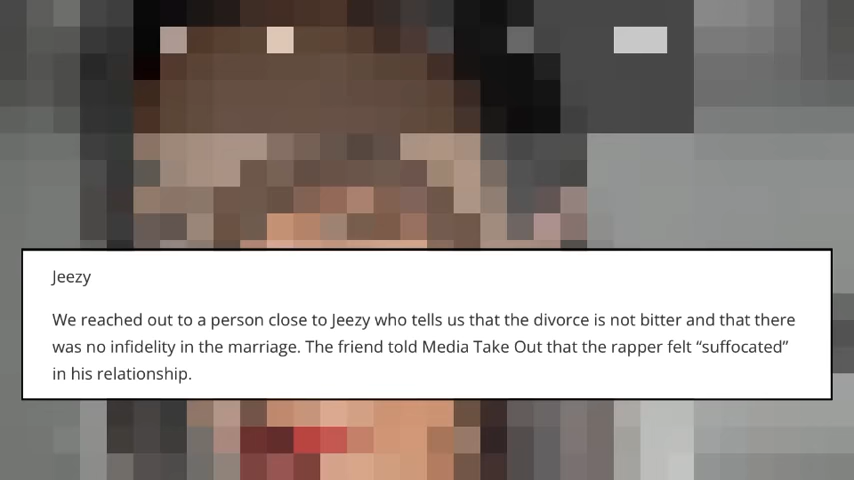 Jeezy
We reached out to a person close to Jeezy who tells us that the divorce is not bitter and that there
was no infidelity in the marriage. The friend told Media Take Out that the rapper felt “suffocated”
in his relationship.